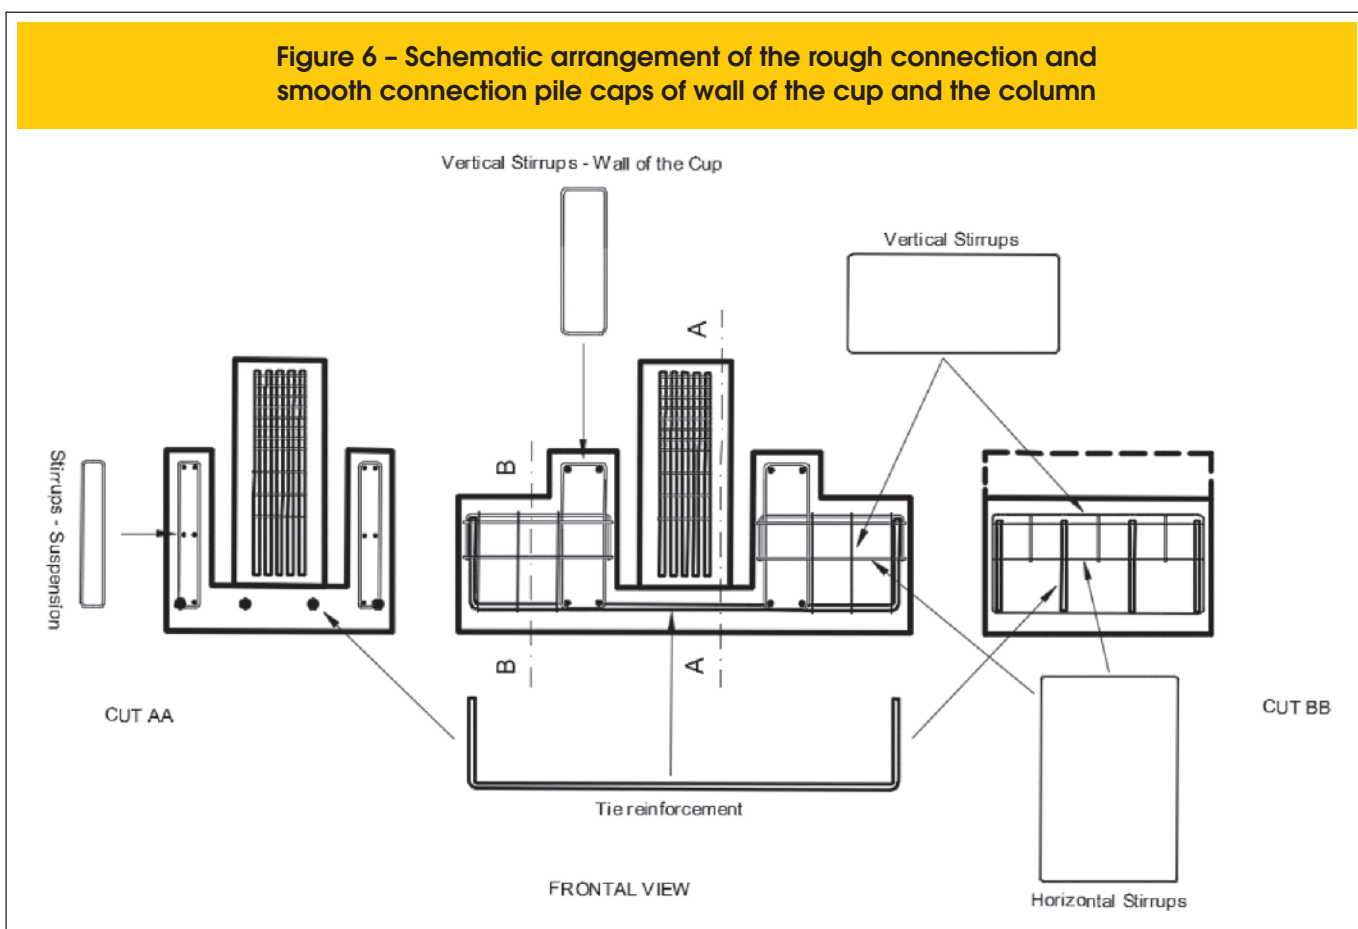 Figure 6 – Schematic arrangement of the rough connection and
smooth connection pile caps of wall of the cup and the column
Vertical Stirrups - Wall of the Cup
Vertical Stirrups
A
B
Stirrups - Suspension
B
A
CUT AA
CUT BB
Tie reinforcement
FRONTAL VIEW
Horizontal Stirrups